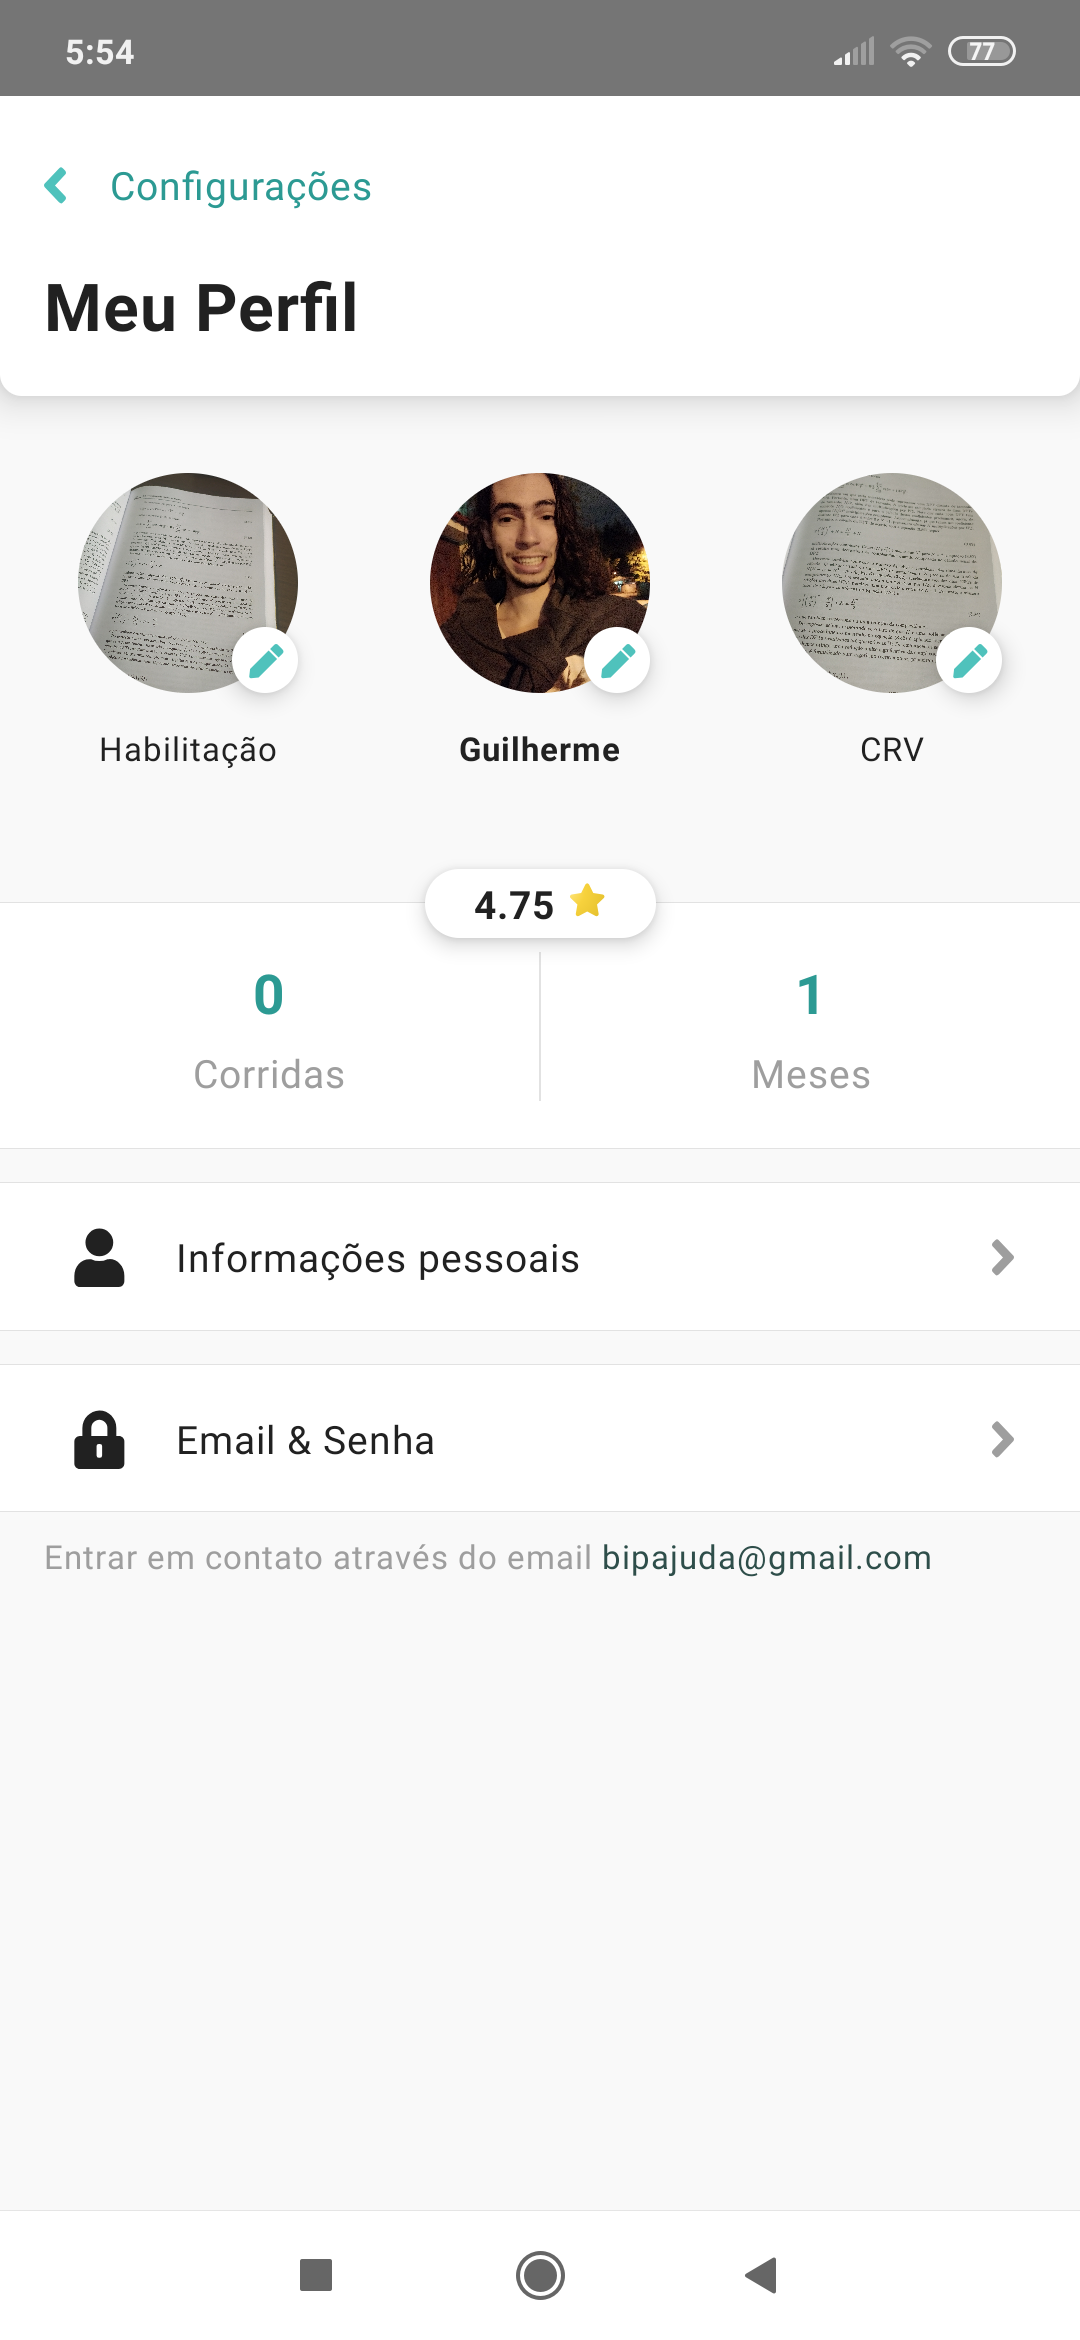 5:54
77
Configurações
Meu Perfil
Habilitação
Guilherme
CRV
4.75
0
1
Corridas
Meses
Informações pessoais
Email & Senha
Entrar em contato através do email bipajuda@gmail.com